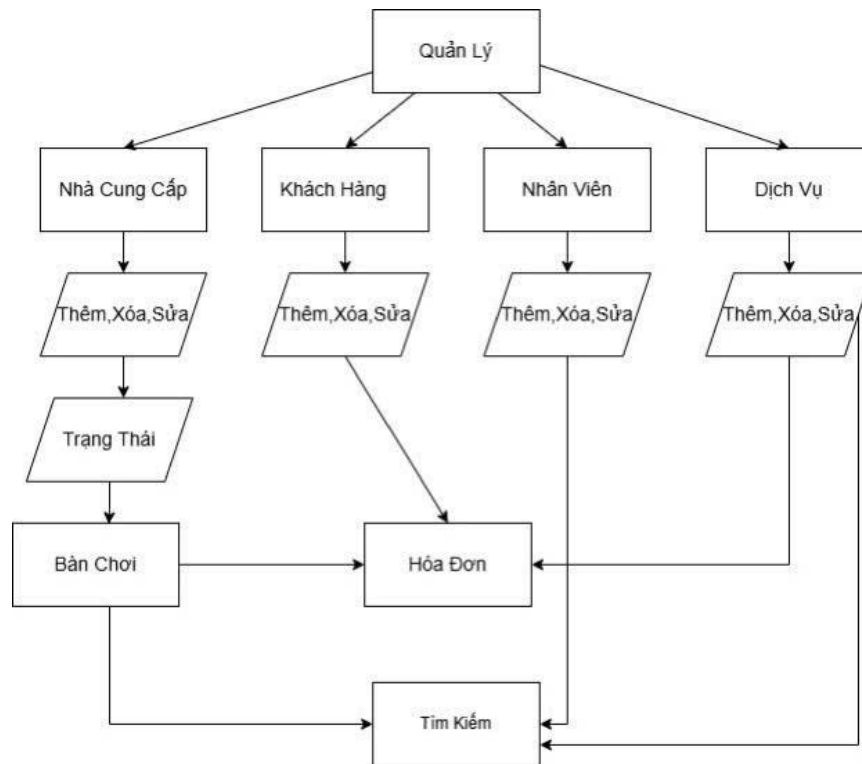 Quản Lý
Nhà Cung Cấp
Khách Hàng
Nhân Viên
Dịch Vụ
Thêm,Xóa,Sửa
Thêm,Xóa,Sửa
Thêm,Xóa,Sửa
Thêm,Xóa,Sửa
Trạng Thái
Bàn Chơi
Hóa Đơn
Tìm Kiếm